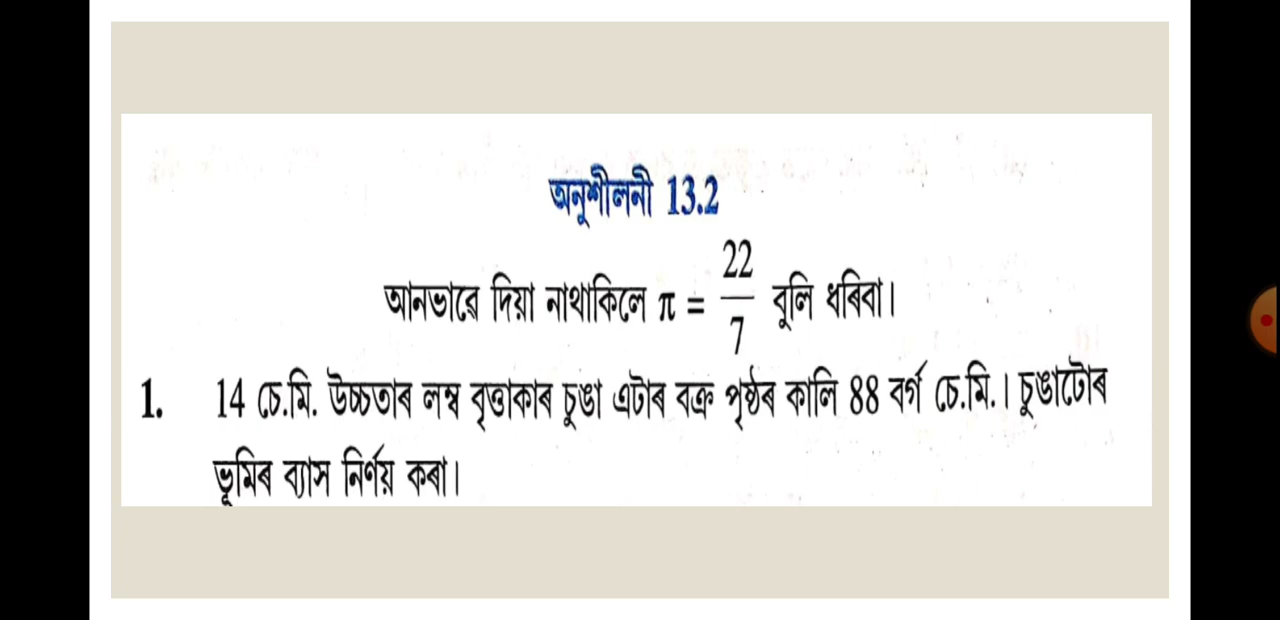 অনুশীলনী 13.2
আনভাৱে দিয়া নাথাকিলে π = 22/7 বুলি ধৰিবা।
1. 14 চে.মি. উচ্চতাৰ লম্ব বৃত্তাকাৰ চুঙা এটাৰ বক্ৰ পৃষ্ঠৰ কালি 88 বৰ্গ চে.মি.। চুঙাটোৰ
ভূমিৰ ব্যাস নিৰ্ণয় কৰা।